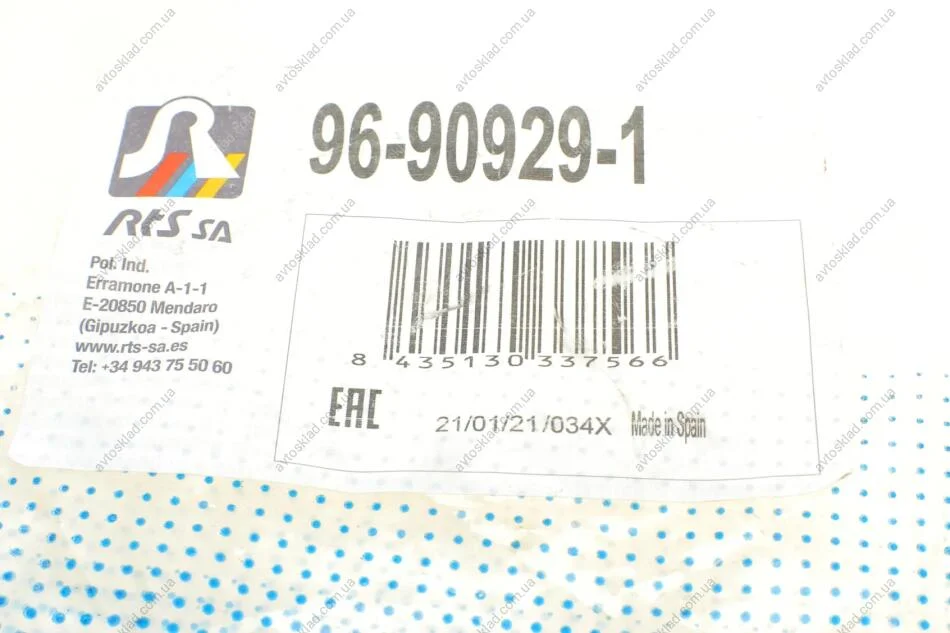 96-90929-1
RTS SA
Pol. Ind.
Erramone A-1-1
E-20850 Mendaro
(Gipuzkoa - Spain)
www.rts-sa.es
Tel: +34 943 75 50 60
8 435130 337566
EAC
21/01/21/034X Made in Spain
avtosklad.com.ua